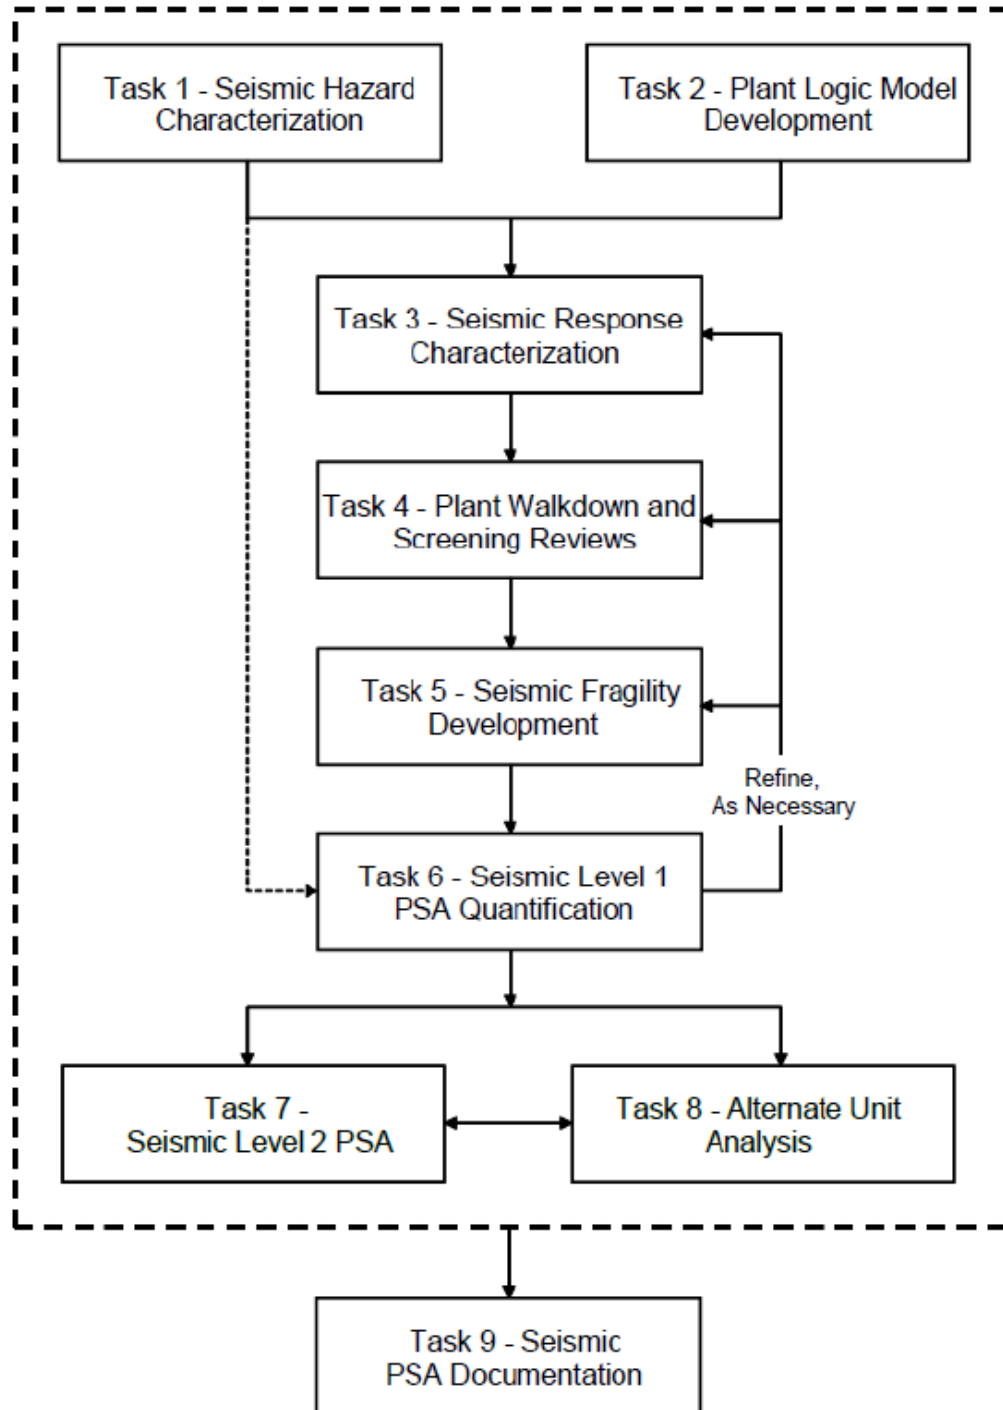 Task 1 - Seismic Hazard
Characterization
Task 2 - Plant Logic Model
Development
Task 3 - Seismic Response
Characterization
Task 4 - Plant Walkdown and
Screening Reviews
Task 5 - Seismic Fragility
Development
Refine,
As Necessary
Task 6 - Seismic Level 1
PSA Quantification
Task 7 -
Seismic Level 2 PSA
Task 8 - Alternate Unit
Analysis
Task 9 - Seismic
PSA Documentation